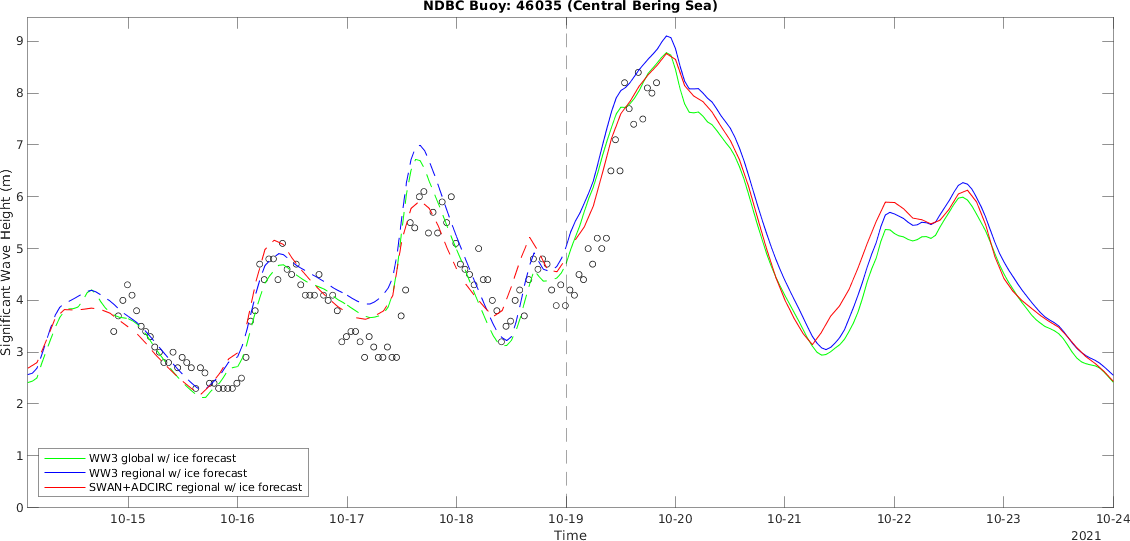 NDBC Buoy: 46035 (Central Bering Sea)
Significant Wave Height (m)
9
8
7
6
5
4
3
2
1
0
WW3 global w/ ice forecast
WW3 regional w/ ice forecast
SWAN+ADCIRC regional w/ ice forecast
10-15 10-16 10-17 10-18 10-19 10-20 10-21 10-22 10-23 10-24
Time
2021